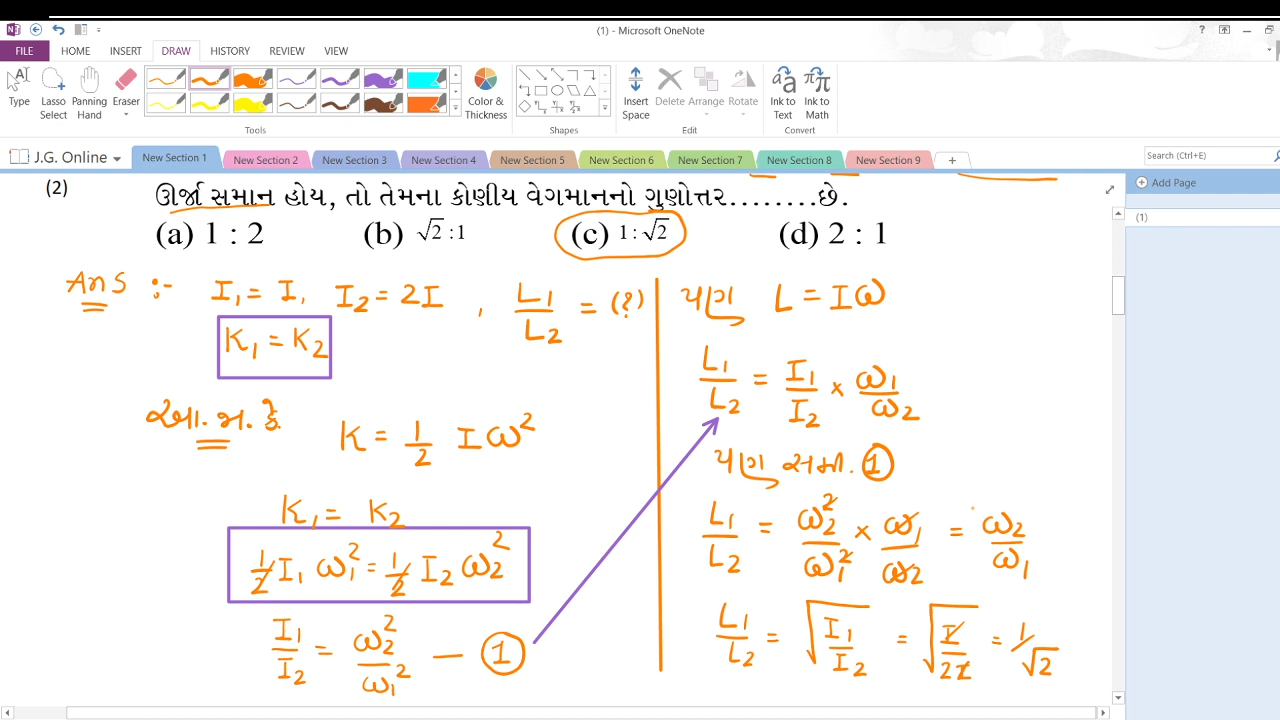 (1) - Microsoft OneNote
FILE HOME INSERT DRAW HISTORY REVIEW VIEW
Type Lasso Select Panning Hand Eraser Color & Thickness Insert Space Delete Arrange Rotate Ink to Text Ink to Math
Tools Shapes Edit Convert
J.G. Online New Section 1 New Section 2 New Section 3 New Section 4 New Section 5 New Section 6 New Section 7 New Section 8 New Section 9 Search (Ctrl+E)
Add Page
(1)
(2) ઊર્જા સમાન હોય, તો તેમના કોણીય વેગમાનનો ગુણોત્તર........છે.
(a) 1 : 2 (b) √2 : 1 (c) 1 : √2 (d) 2 : 1
Ans :- I₁ = I, I₂ = 2I , L₁/L₂ = (?)
K₁ = K₂
આ.મ.કે K = 1/2 Iω²
K₁ = K₂
1/2 I₁ ω₁² = 1/2 I₂ ω₂²
I₁/I₂ = ω₂²/ω₁² — 1
પણ L = Iω
L₁/L₂ = I₁/I₂ × ω₁/ω₂
પણ સમી. 1
L₁/L₂ = ω₂²/ω₁² × ω₁/ω₂ = ω₂/ω₁
L₁/L₂ = √(I₁/I₂) = √(I/2I) = 1/√2